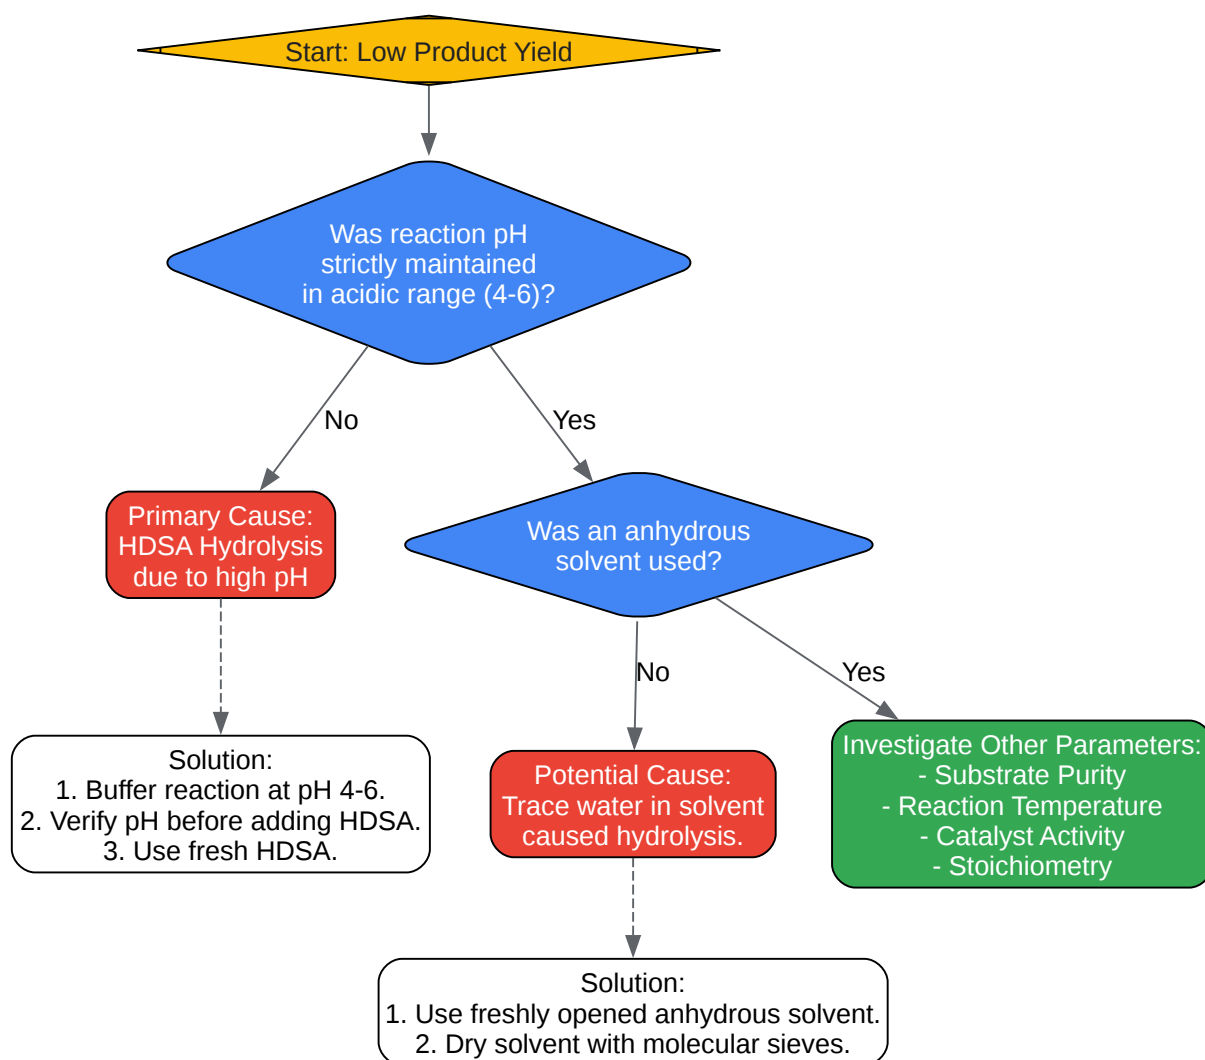 Start: Low Product Yield
Was reaction pH
strictly maintained
in acidic range (4-6)?
No
Yes
Primary Cause:
HDSA Hydrolysis
due to high pH
Was an anhydrous
solvent used?
No
Yes
Solution:
1. Buffer reaction at pH 4-6.
2. Verify pH before adding HDSA.
3. Use fresh HDSA.
Potential Cause:
Trace water in solvent
caused hydrolysis.
Investigate Other Parameters:
- Substrate Purity
- Reaction Temperature
- Catalyst Activity
- Stoichiometry
Solution:
1. Use freshly opened anhydrous solvent.
2. Dry solvent with molecular sieves.